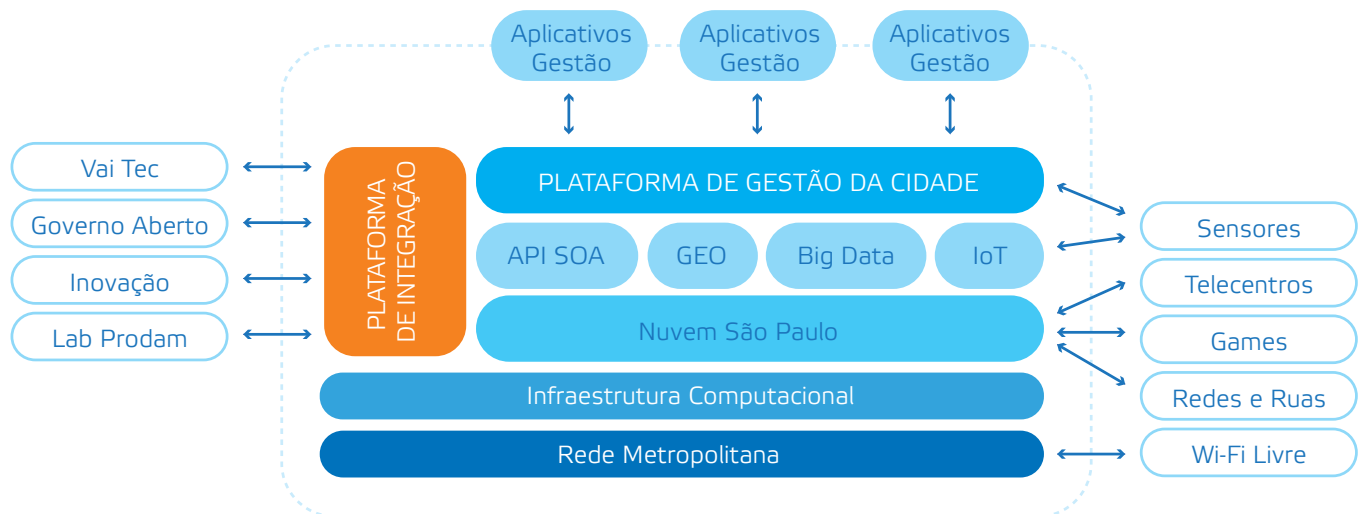 Aplicativos
Gestão
Aplicativos
Gestão
Aplicativos
Gestão
Vai Tec
Governo Aberto
Inovação
Lab Prodam
PLATAFORMA
DE INTEGRAÇÃO
PLATAFORMA DE GESTÃO DA CIDADE
API SOA
GEO
Big Data
IoT
Nuvem São Paulo
Infraestrutura Computacional
Rede Metropolitana
Sensores
Telecentros
Games
Redes e Ruas
Wi-Fi Livre